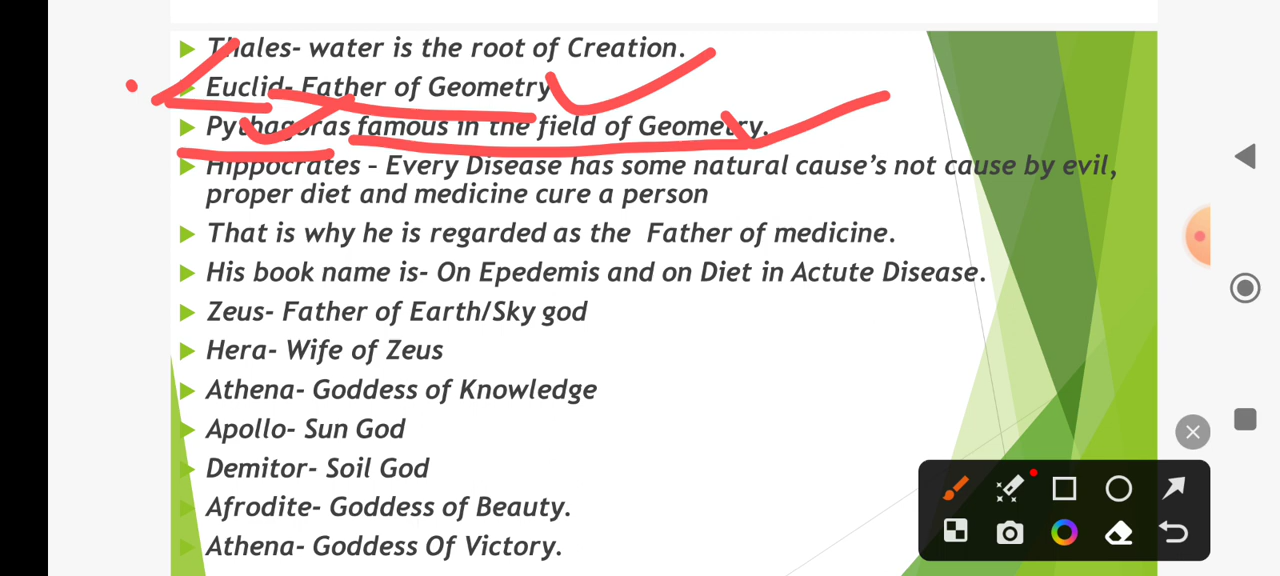 Thales- water is the root of Creation.
Euclid- Father of Geometry
Pythagoras famous in the field of Geometry.
Hippocrates – Every Disease has some natural cause’s not cause by evil,
proper diet and medicine cure a person
That is why he is regarded as the Father of medicine.
His book name is- On Epedemis and on Diet in Actute Disease.
Zeus- Father of Earth/Sky god
Hera- Wife of Zeus
Athena- Goddess of Knowledge
Apollo- Sun God
Demitor- Soil God
Afrodite- Goddess of Beauty.
Athena- Goddess Of Victory.